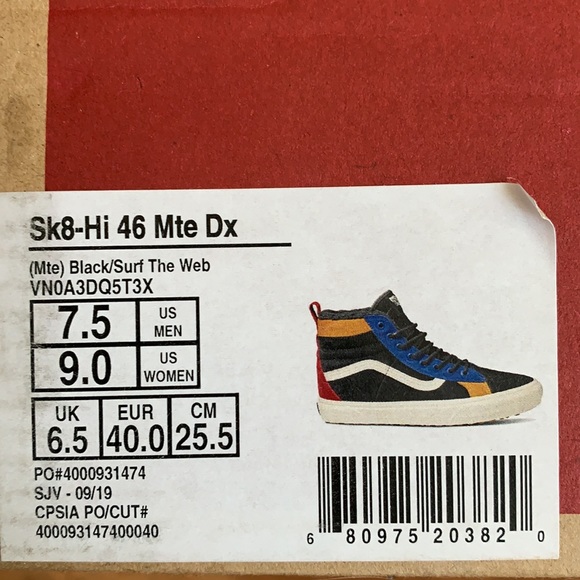 Sk8-Hi 46 Mte Dx
(Mte) Black/Surf The Web
VN0A3DQ5T3X
7.5 US MEN
9.0 US WOMEN
UK EUR CM
6.5 40.0 25.5
PO#4000931474
SJV - 09/19
CPSIA PO/CUT#
400093147400040
6 80975 20382 0